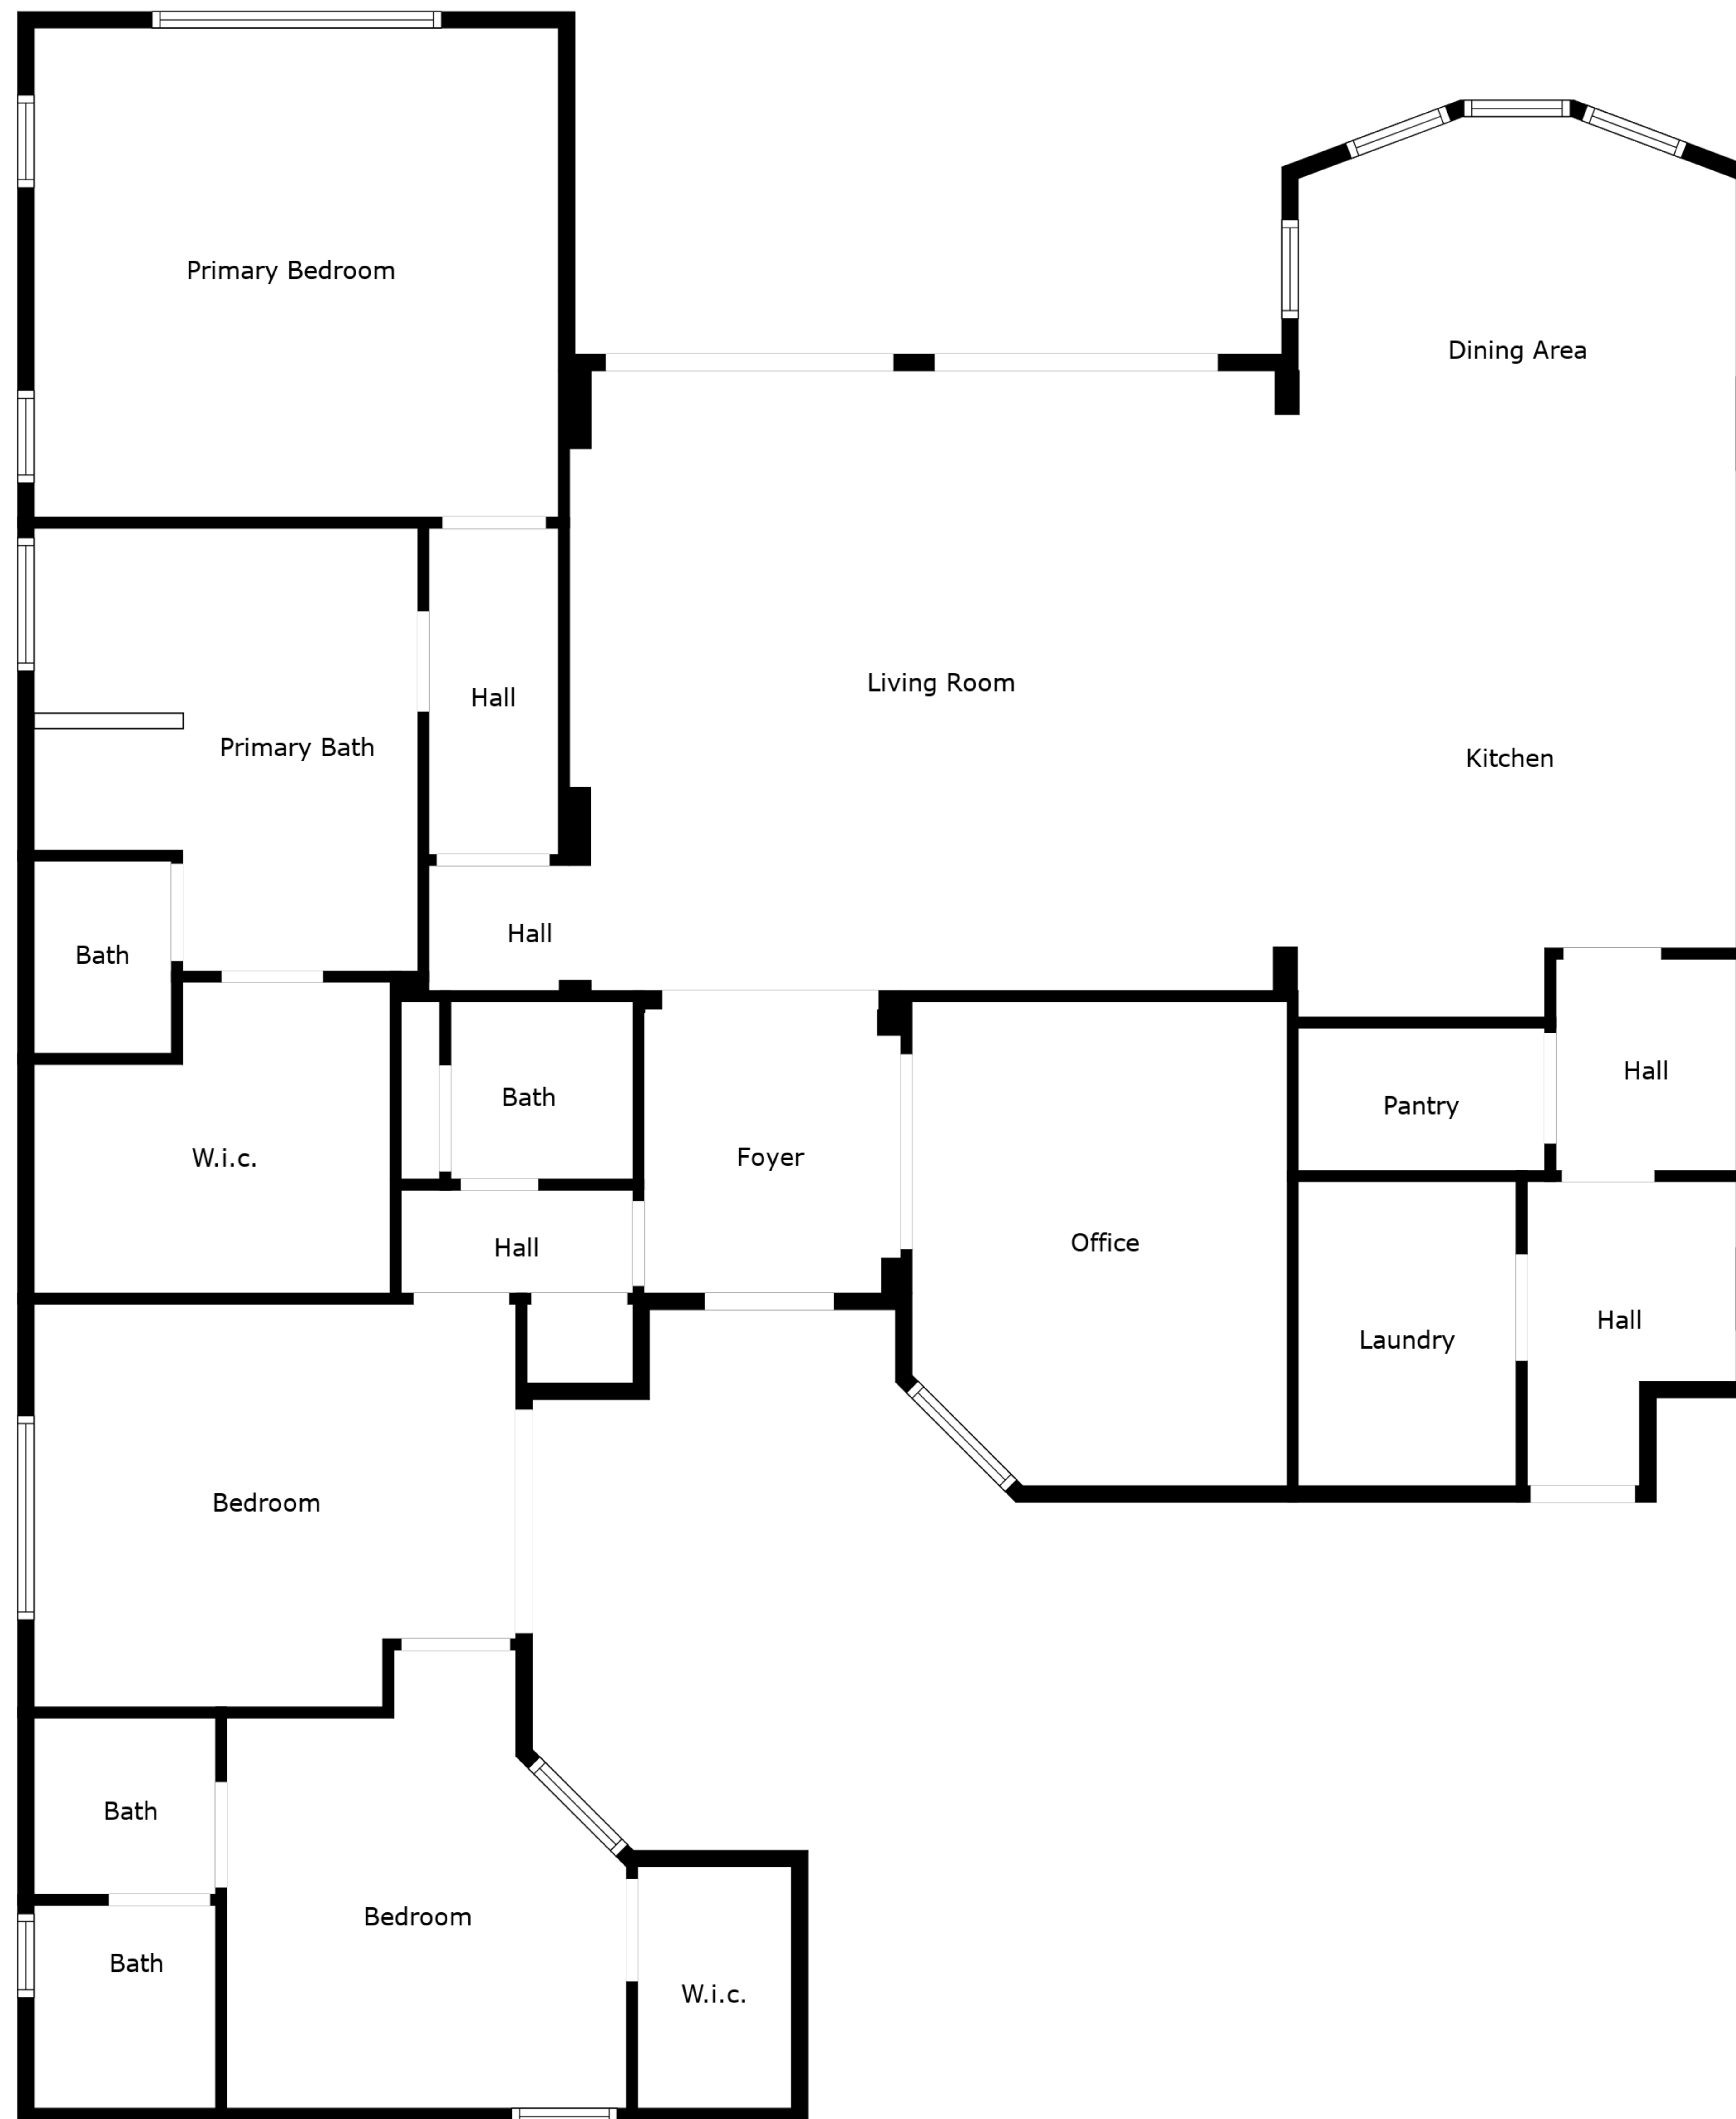 Primary Bedroom
Dining Area
Living Room
Hall
Primary Bath
Kitchen
Hall
Bath
Hall
Bath
Pantry
W.i.c.
Foyer
Office
Hall
Hall
Laundry
Bedroom
Bath
Bedroom
Bath
W.i.c.